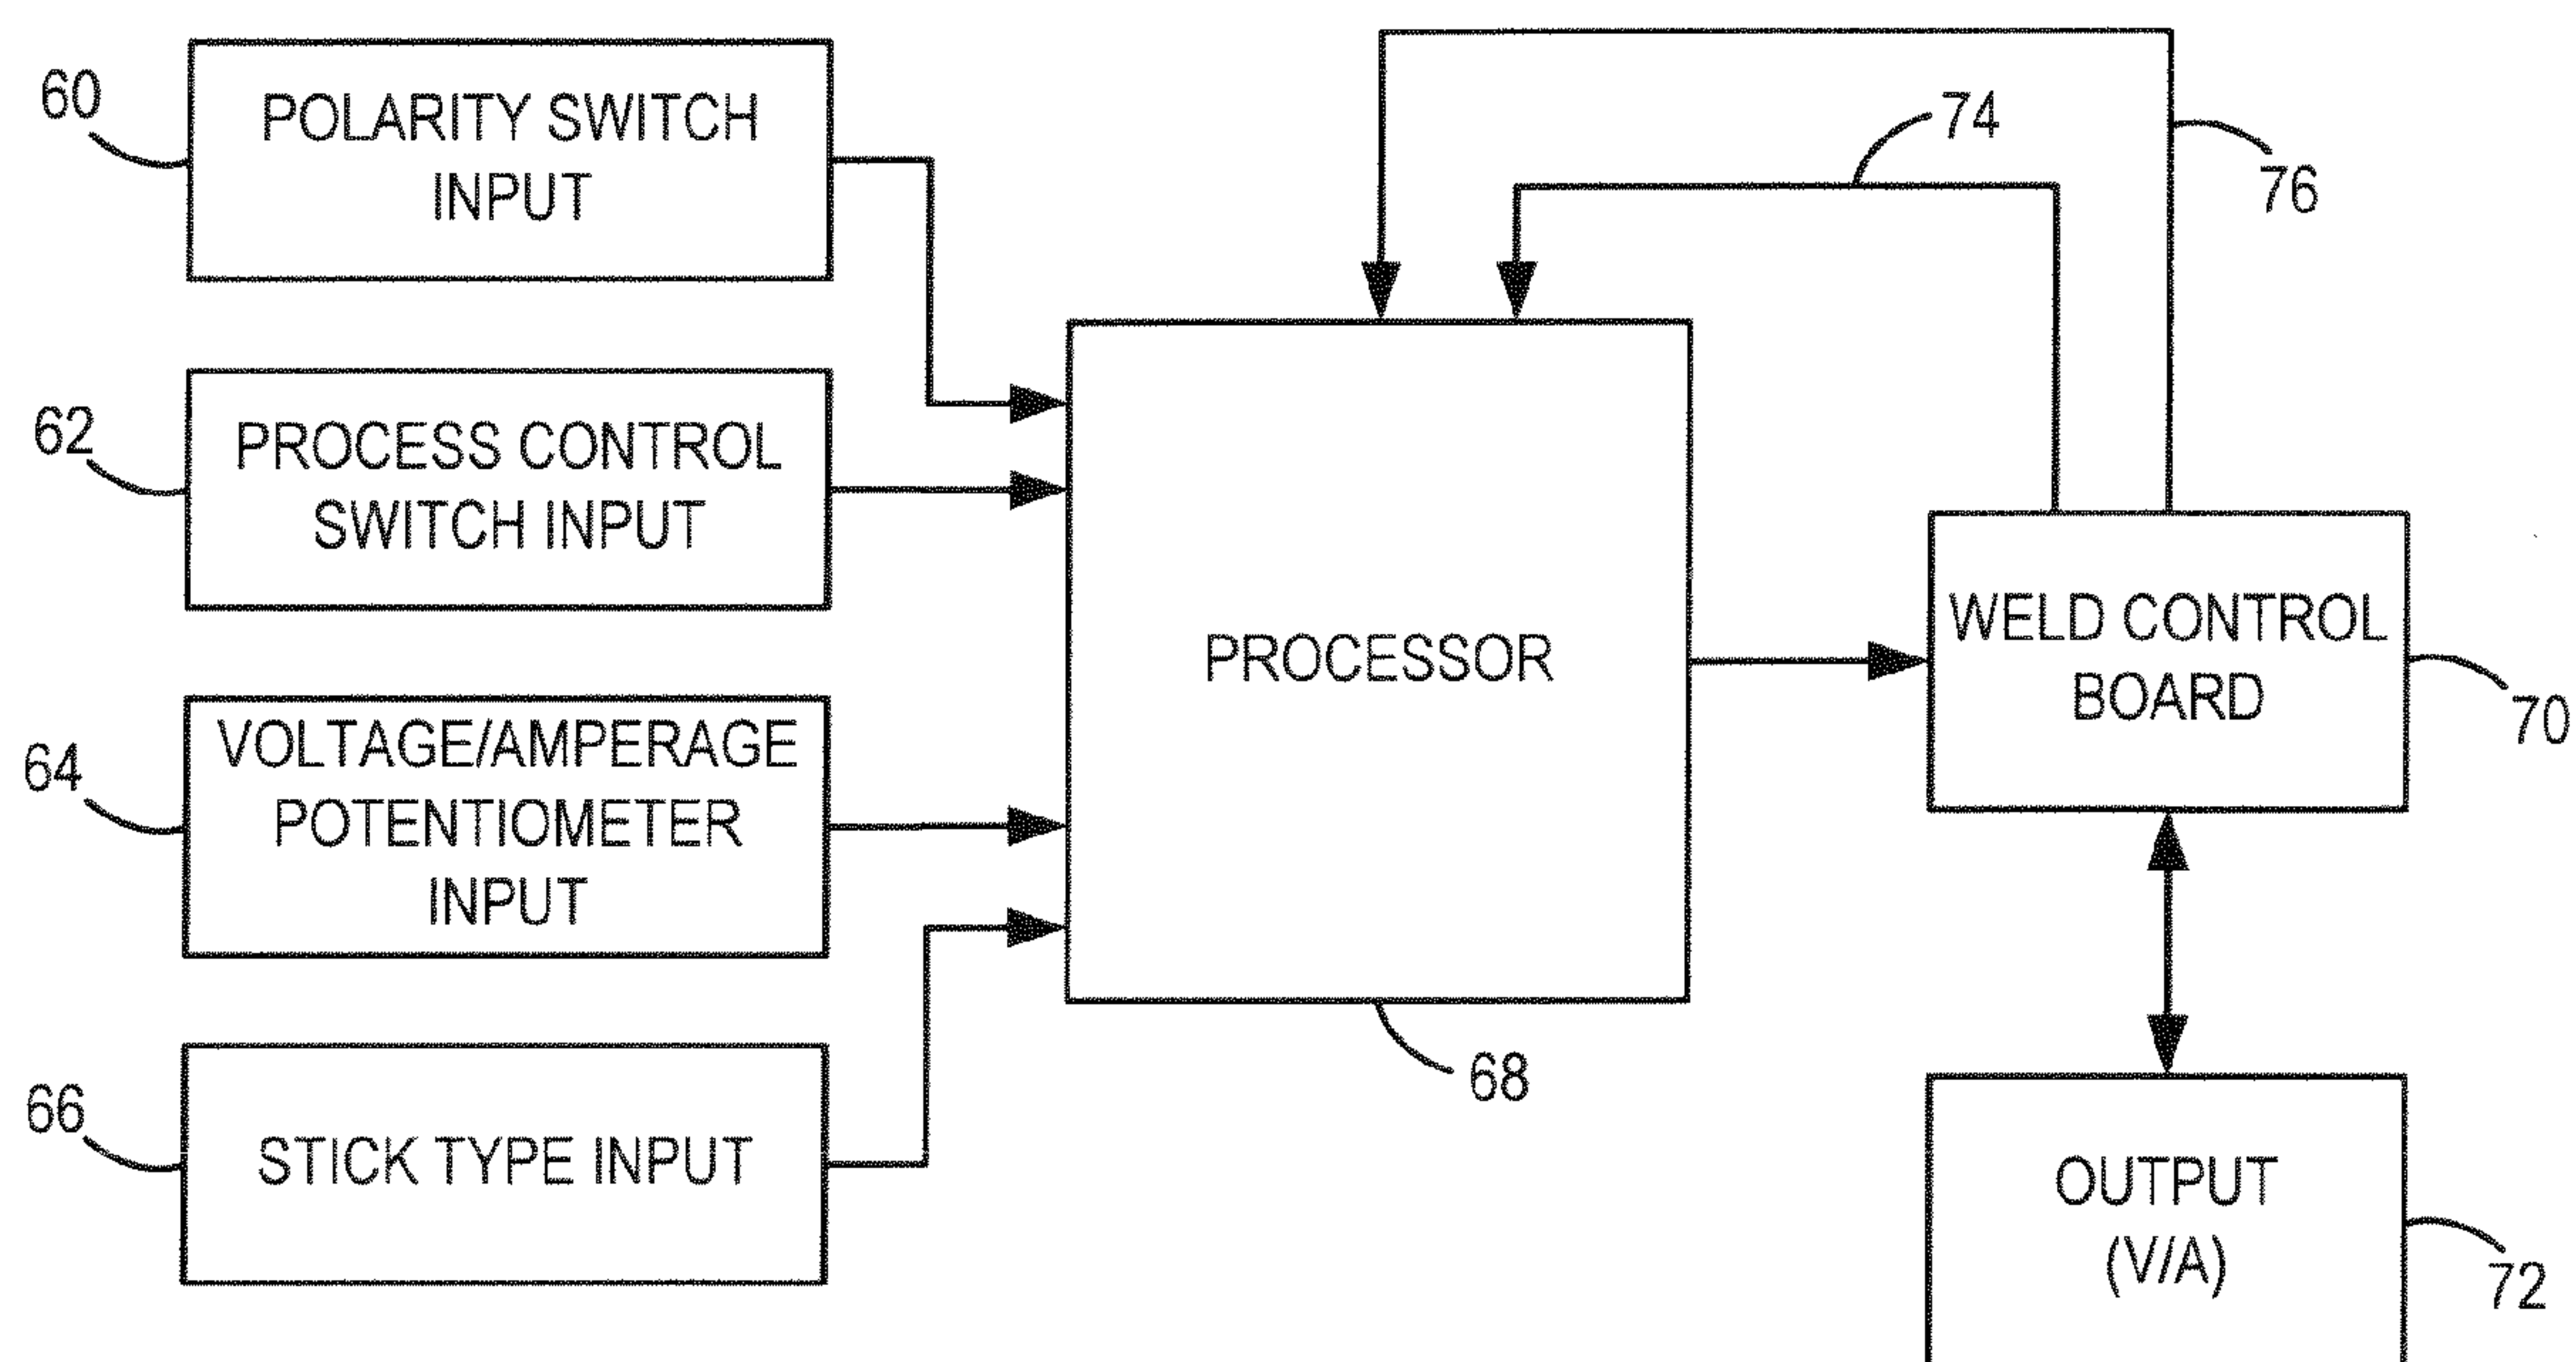 60
POLARITY SWITCH
INPUT
62
PROCESS CONTROL
SWITCH INPUT
64
VOLTAGE/AMPERAGE
POTENTIOMETER
INPUT
66
STICK TYPE INPUT
PROCESSOR
68
74
76
WELD CONTROL
BOARD
70
OUTPUT
(V/A)
72